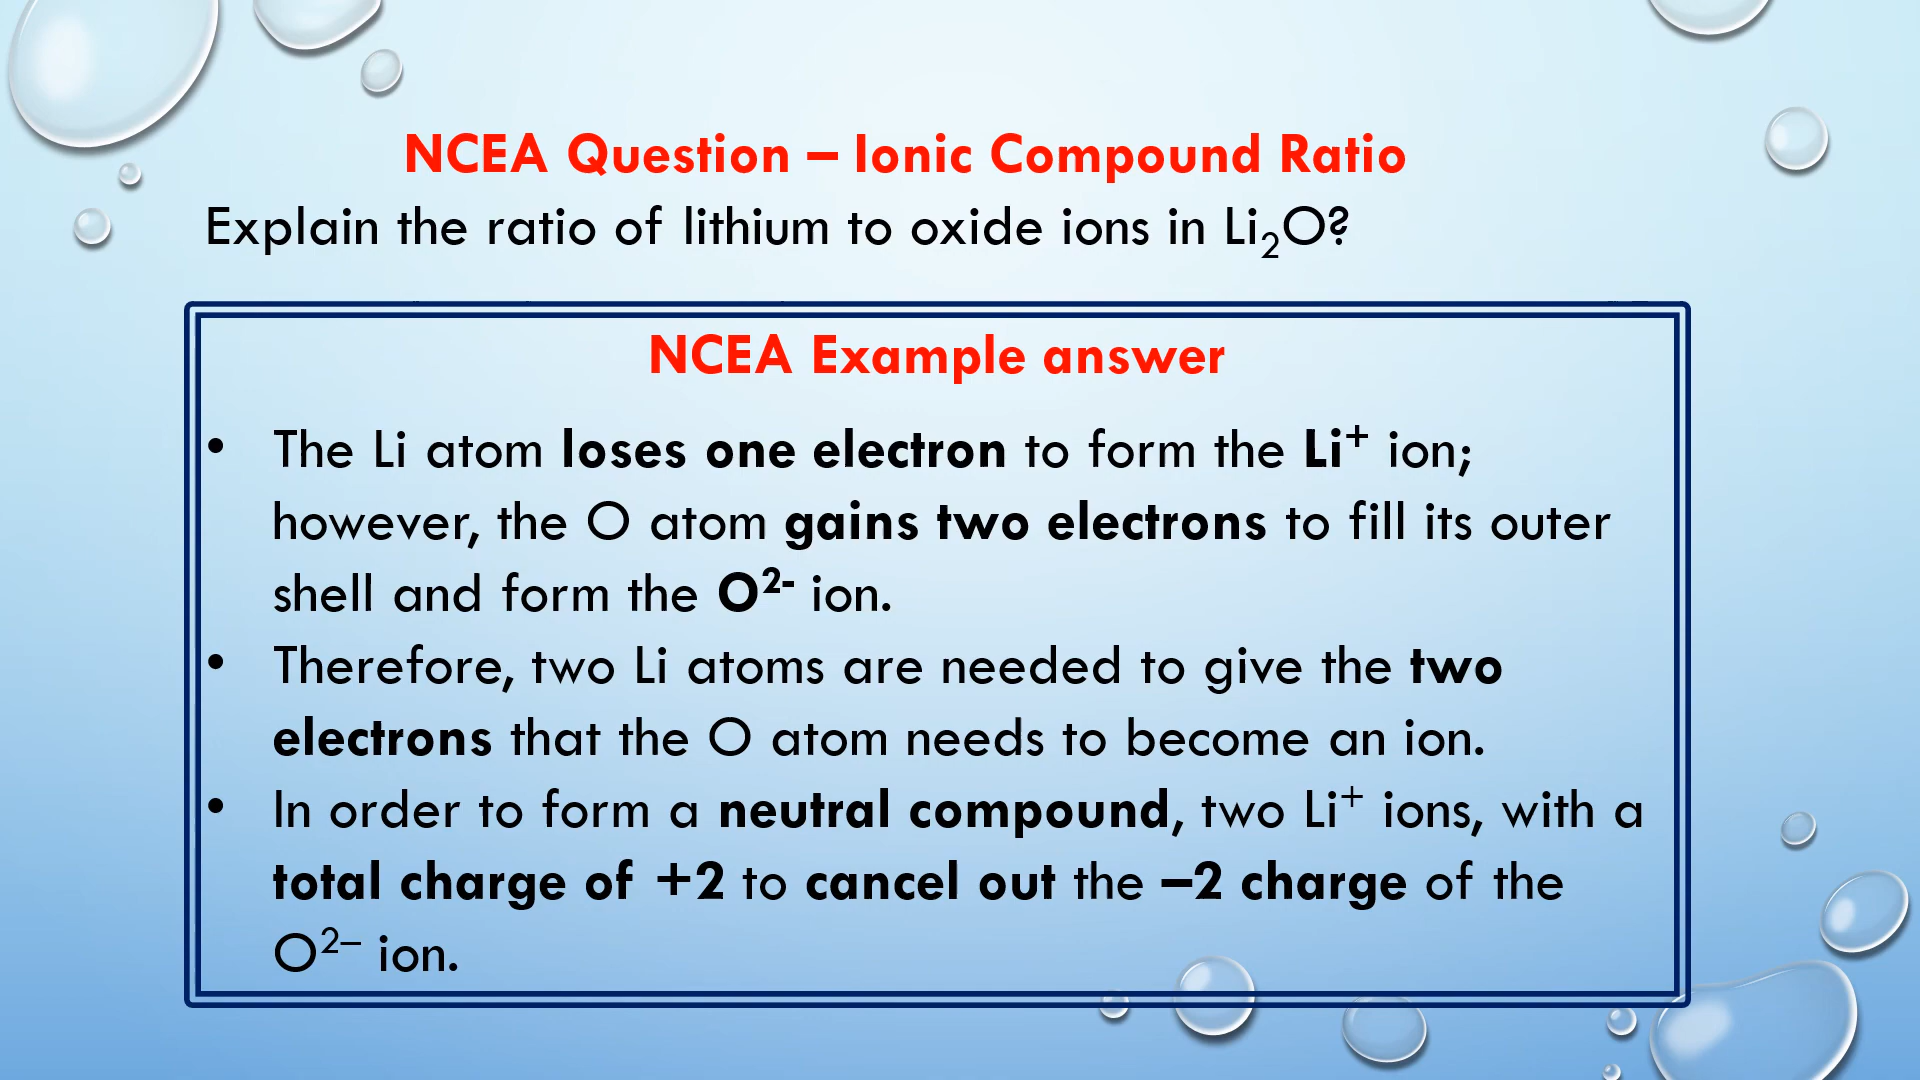 NCEA Question – Ionic Compound Ratio
Explain the ratio of lithium to oxide ions in Li₂O?
NCEA Example answer
• The Li atom loses one electron to form the Li⁺ ion;
however, the O atom gains two electrons to fill its outer
shell and form the O²⁻ ion.
• Therefore, two Li atoms are needed to give the two
electrons that the O atom needs to become an ion.
• In order to form a neutral compound, two Li⁺ ions, with a
total charge of +2 to cancel out the –2 charge of the
O²⁻ ion.